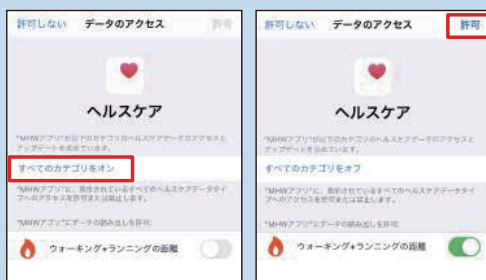 許可しない データのアクセス 許可
ヘルスケア
"MHWアプリ"が以下のカテゴリのヘルスケアデータのアクセスと
アップデートを求めています。
すべてのカテゴリをオン
"MHWアプリ"に、表示されているすべてのヘルスケアデータタイ
プへのアクセスを許可または禁止します。
"MHWアプリ"にデータの読み出しを許可:
ウォーキング+ランニングの距離
許可しない データのアクセス 許可
ヘルスケア
"MHWアプリ"が以下のカテゴリのヘルスケアデータのアクセスと
アップデートを求めています。
すべてのカテゴリをオフ
"MHWアプリ"に、表示されているすべてのヘルスケアデータタイ
プへのアクセスを許可または禁止します。
"MHWアプリ"にデータの読み出しを許可:
ウォーキング+ランニングの距離